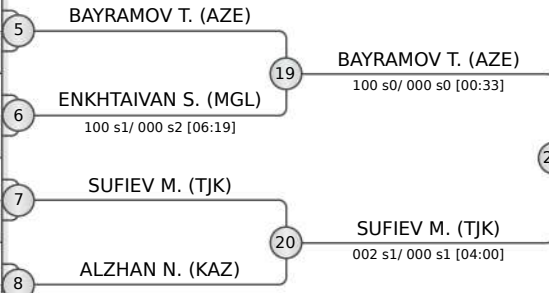 BAYRAMOV T. (AZE)
5
19
BAYRAMOV T. (AZE)
100 s0/ 000 s0 [00:33]
ENKHTAIVAN S. (MGL)
6
100 s1/ 000 s2 [06:19]
SUFIEV M. (TJK)
7
20
SUFIEV M. (TJK)
002 s1/ 000 s1 [04:00]
ALZHAN N. (KAZ)
8